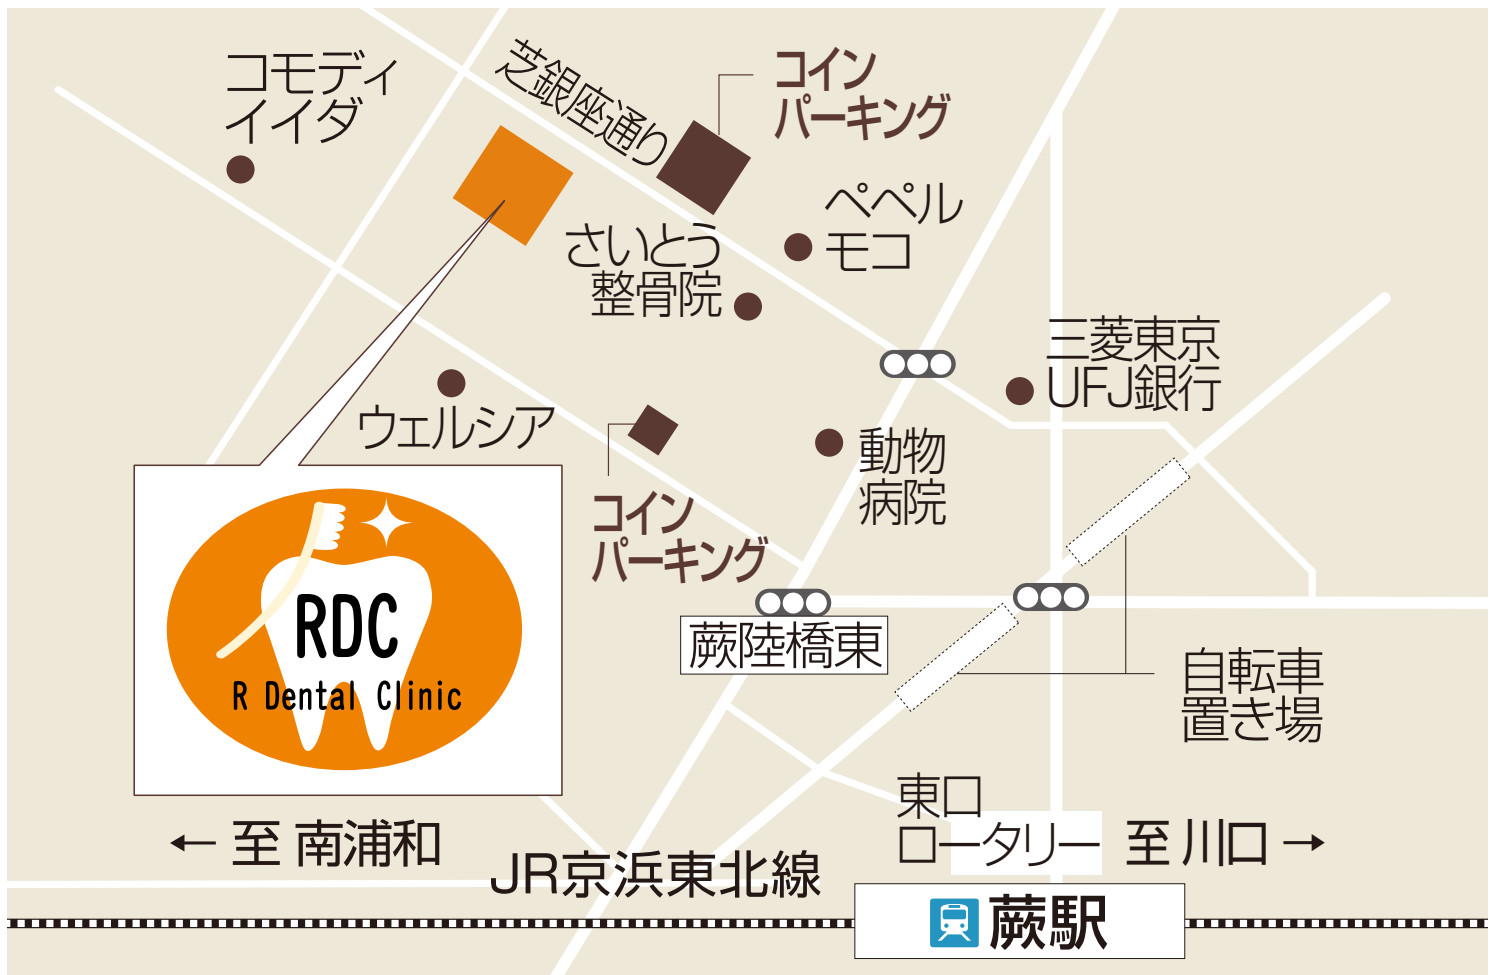 コモディ
イイダ
芝銀座通り
コイン
パーキング
ペペル
モコ
さいとう
整骨院
三菱東京
UFJ銀行
ウェルシア
動物
病院
コイン
パーキング
RDC
R Dental Clinic
蕨陸橋東
自転車
置き場
東口
ロータリー
← 至 南浦和
至 川口 →
JR京浜東北線
蕨駅